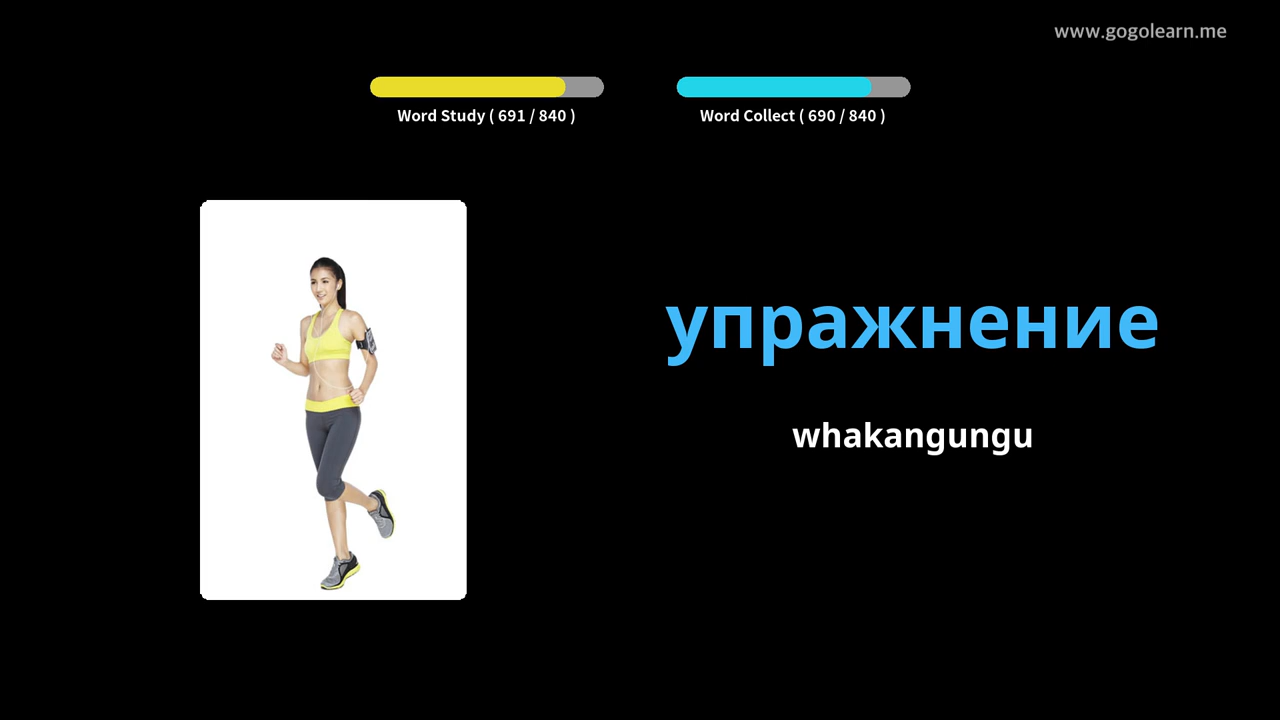 www.gogolearn.me
Word Study ( 691 / 840 )
Word Collect ( 690 / 840 )
упражнение
whakangungu